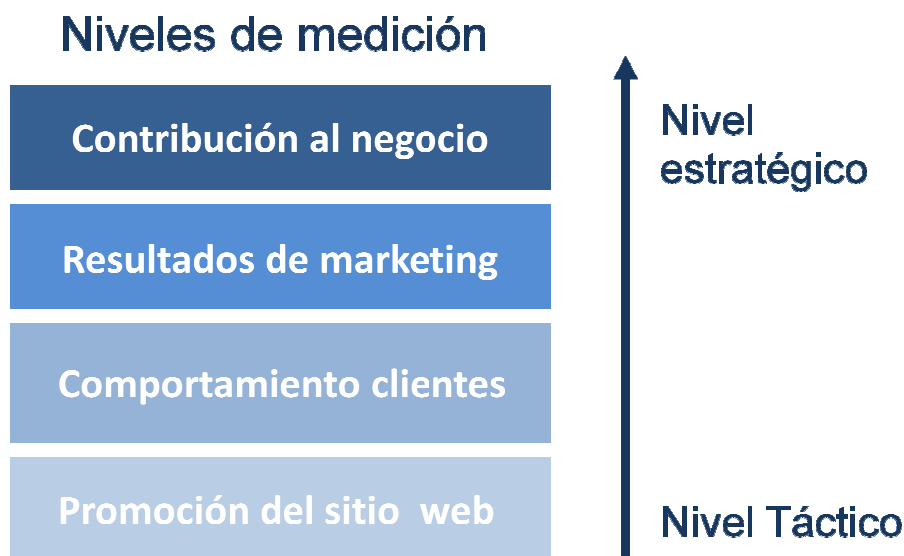 Niveles de medición
Contribución al negocio
Nivel
estratégico
Resultados de marketing
Comportamiento clientes
Promoción del sitio web
Nivel Táctico